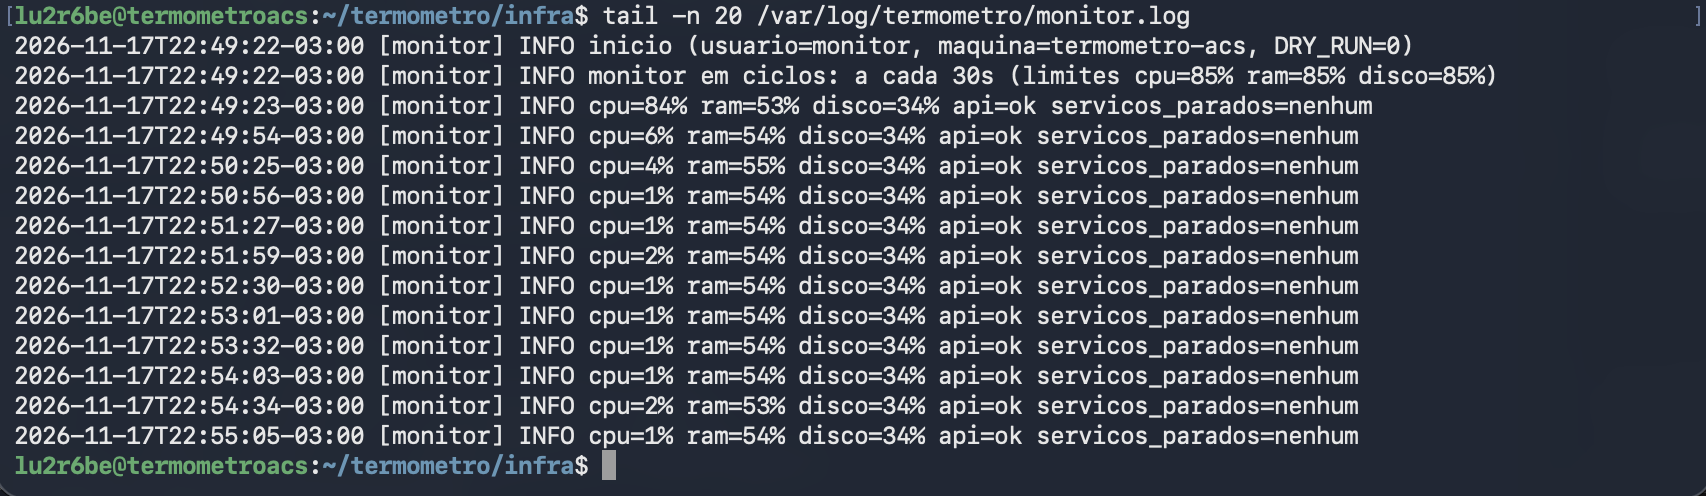 [lu2r6be@termometroacs:~/termometro/infra$ tail -n 20 /var/log/termometro/monitor.log ]
2026-11-17T22:49:22-03:00 [monitor] INFO inicio (usuario=monitor, maquina=termometro-acs, DRY_RUN=0)
2026-11-17T22:49:22-03:00 [monitor] INFO monitor em ciclos: a cada 30s (limites cpu=85% ram=85% disco=85%)
2026-11-17T22:49:23-03:00 [monitor] INFO cpu=84% ram=53% disco=34% api=ok servicos_parados=nenhum
2026-11-17T22:49:54-03:00 [monitor] INFO cpu=6% ram=54% disco=34% api=ok servicos_parados=nenhum
2026-11-17T22:50:25-03:00 [monitor] INFO cpu=4% ram=55% disco=34% api=ok servicos_parados=nenhum
2026-11-17T22:50:56-03:00 [monitor] INFO cpu=1% ram=54% disco=34% api=ok servicos_parados=nenhum
2026-11-17T22:51:27-03:00 [monitor] INFO cpu=1% ram=54% disco=34% api=ok servicos_parados=nenhum
2026-11-17T22:51:59-03:00 [monitor] INFO cpu=2% ram=54% disco=34% api=ok servicos_parados=nenhum
2026-11-17T22:52:30-03:00 [monitor] INFO cpu=1% ram=54% disco=34% api=ok servicos_parados=nenhum
2026-11-17T22:53:01-03:00 [monitor] INFO cpu=1% ram=54% disco=34% api=ok servicos_parados=nenhum
2026-11-17T22:53:32-03:00 [monitor] INFO cpu=1% ram=54% disco=34% api=ok servicos_parados=nenhum
2026-11-17T22:54:03-03:00 [monitor] INFO cpu=1% ram=54% disco=34% api=ok servicos_parados=nenhum
2026-11-17T22:54:34-03:00 [monitor] INFO cpu=2% ram=53% disco=34% api=ok servicos_parados=nenhum
2026-11-17T22:55:05-03:00 [monitor] INFO cpu=1% ram=54% disco=34% api=ok servicos_parados=nenhum
lu2r6be@termometroacs:~/termometro/infra$